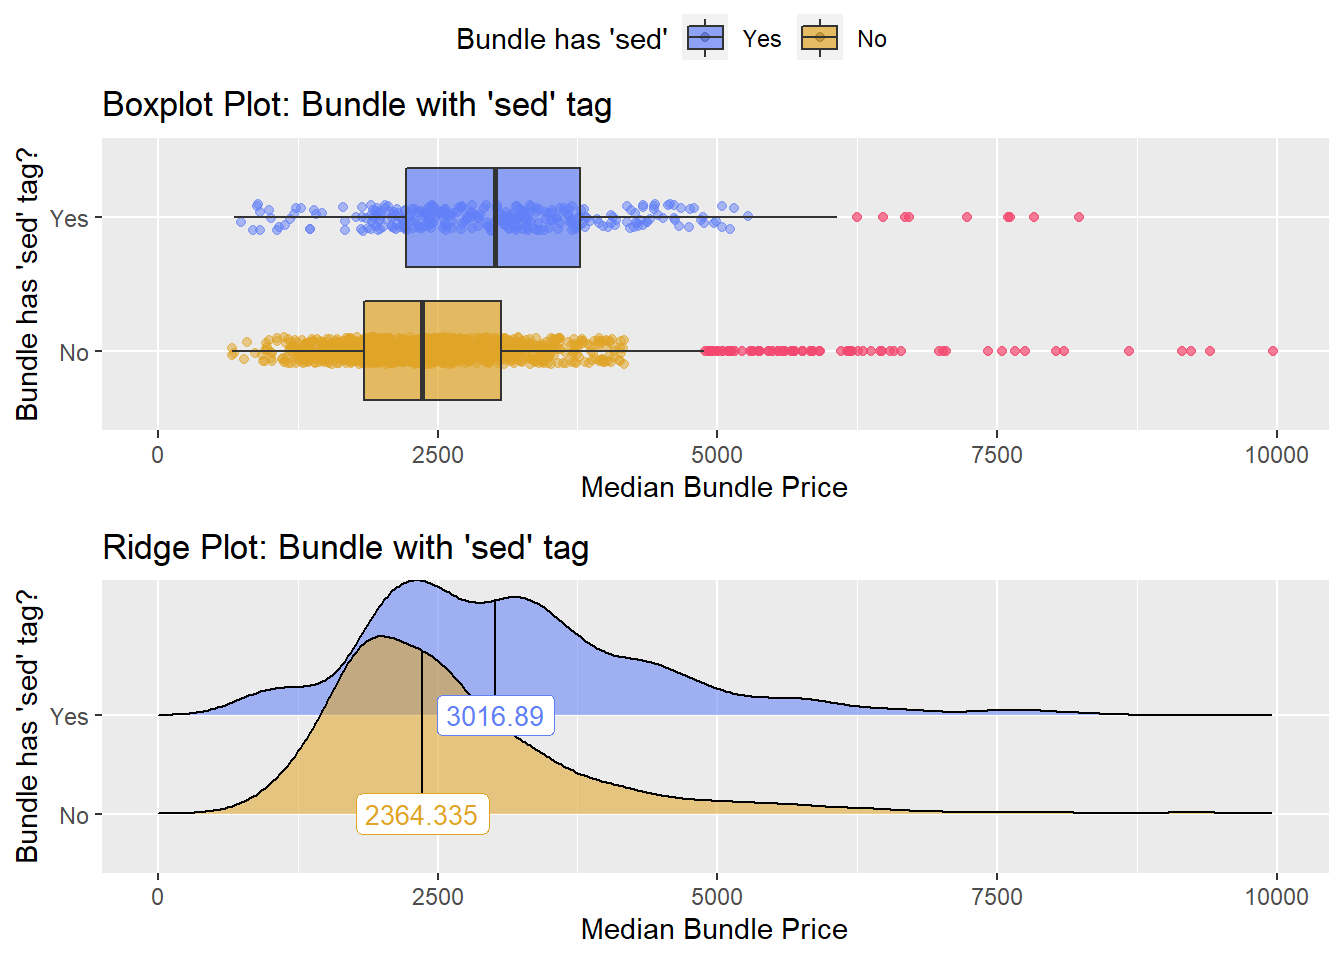 Bundle has 'sed' Yes No
Boxplot Plot: Bundle with 'sed' tag
Bundle has 'sed' tag?
Yes
No
0 2500 5000 7500 10000
Median Bundle Price
Ridge Plot: Bundle with 'sed' tag
Bundle has 'sed' tag?
Yes
3016.89
No
2364.335
0 2500 5000 7500 10000
Median Bundle Price